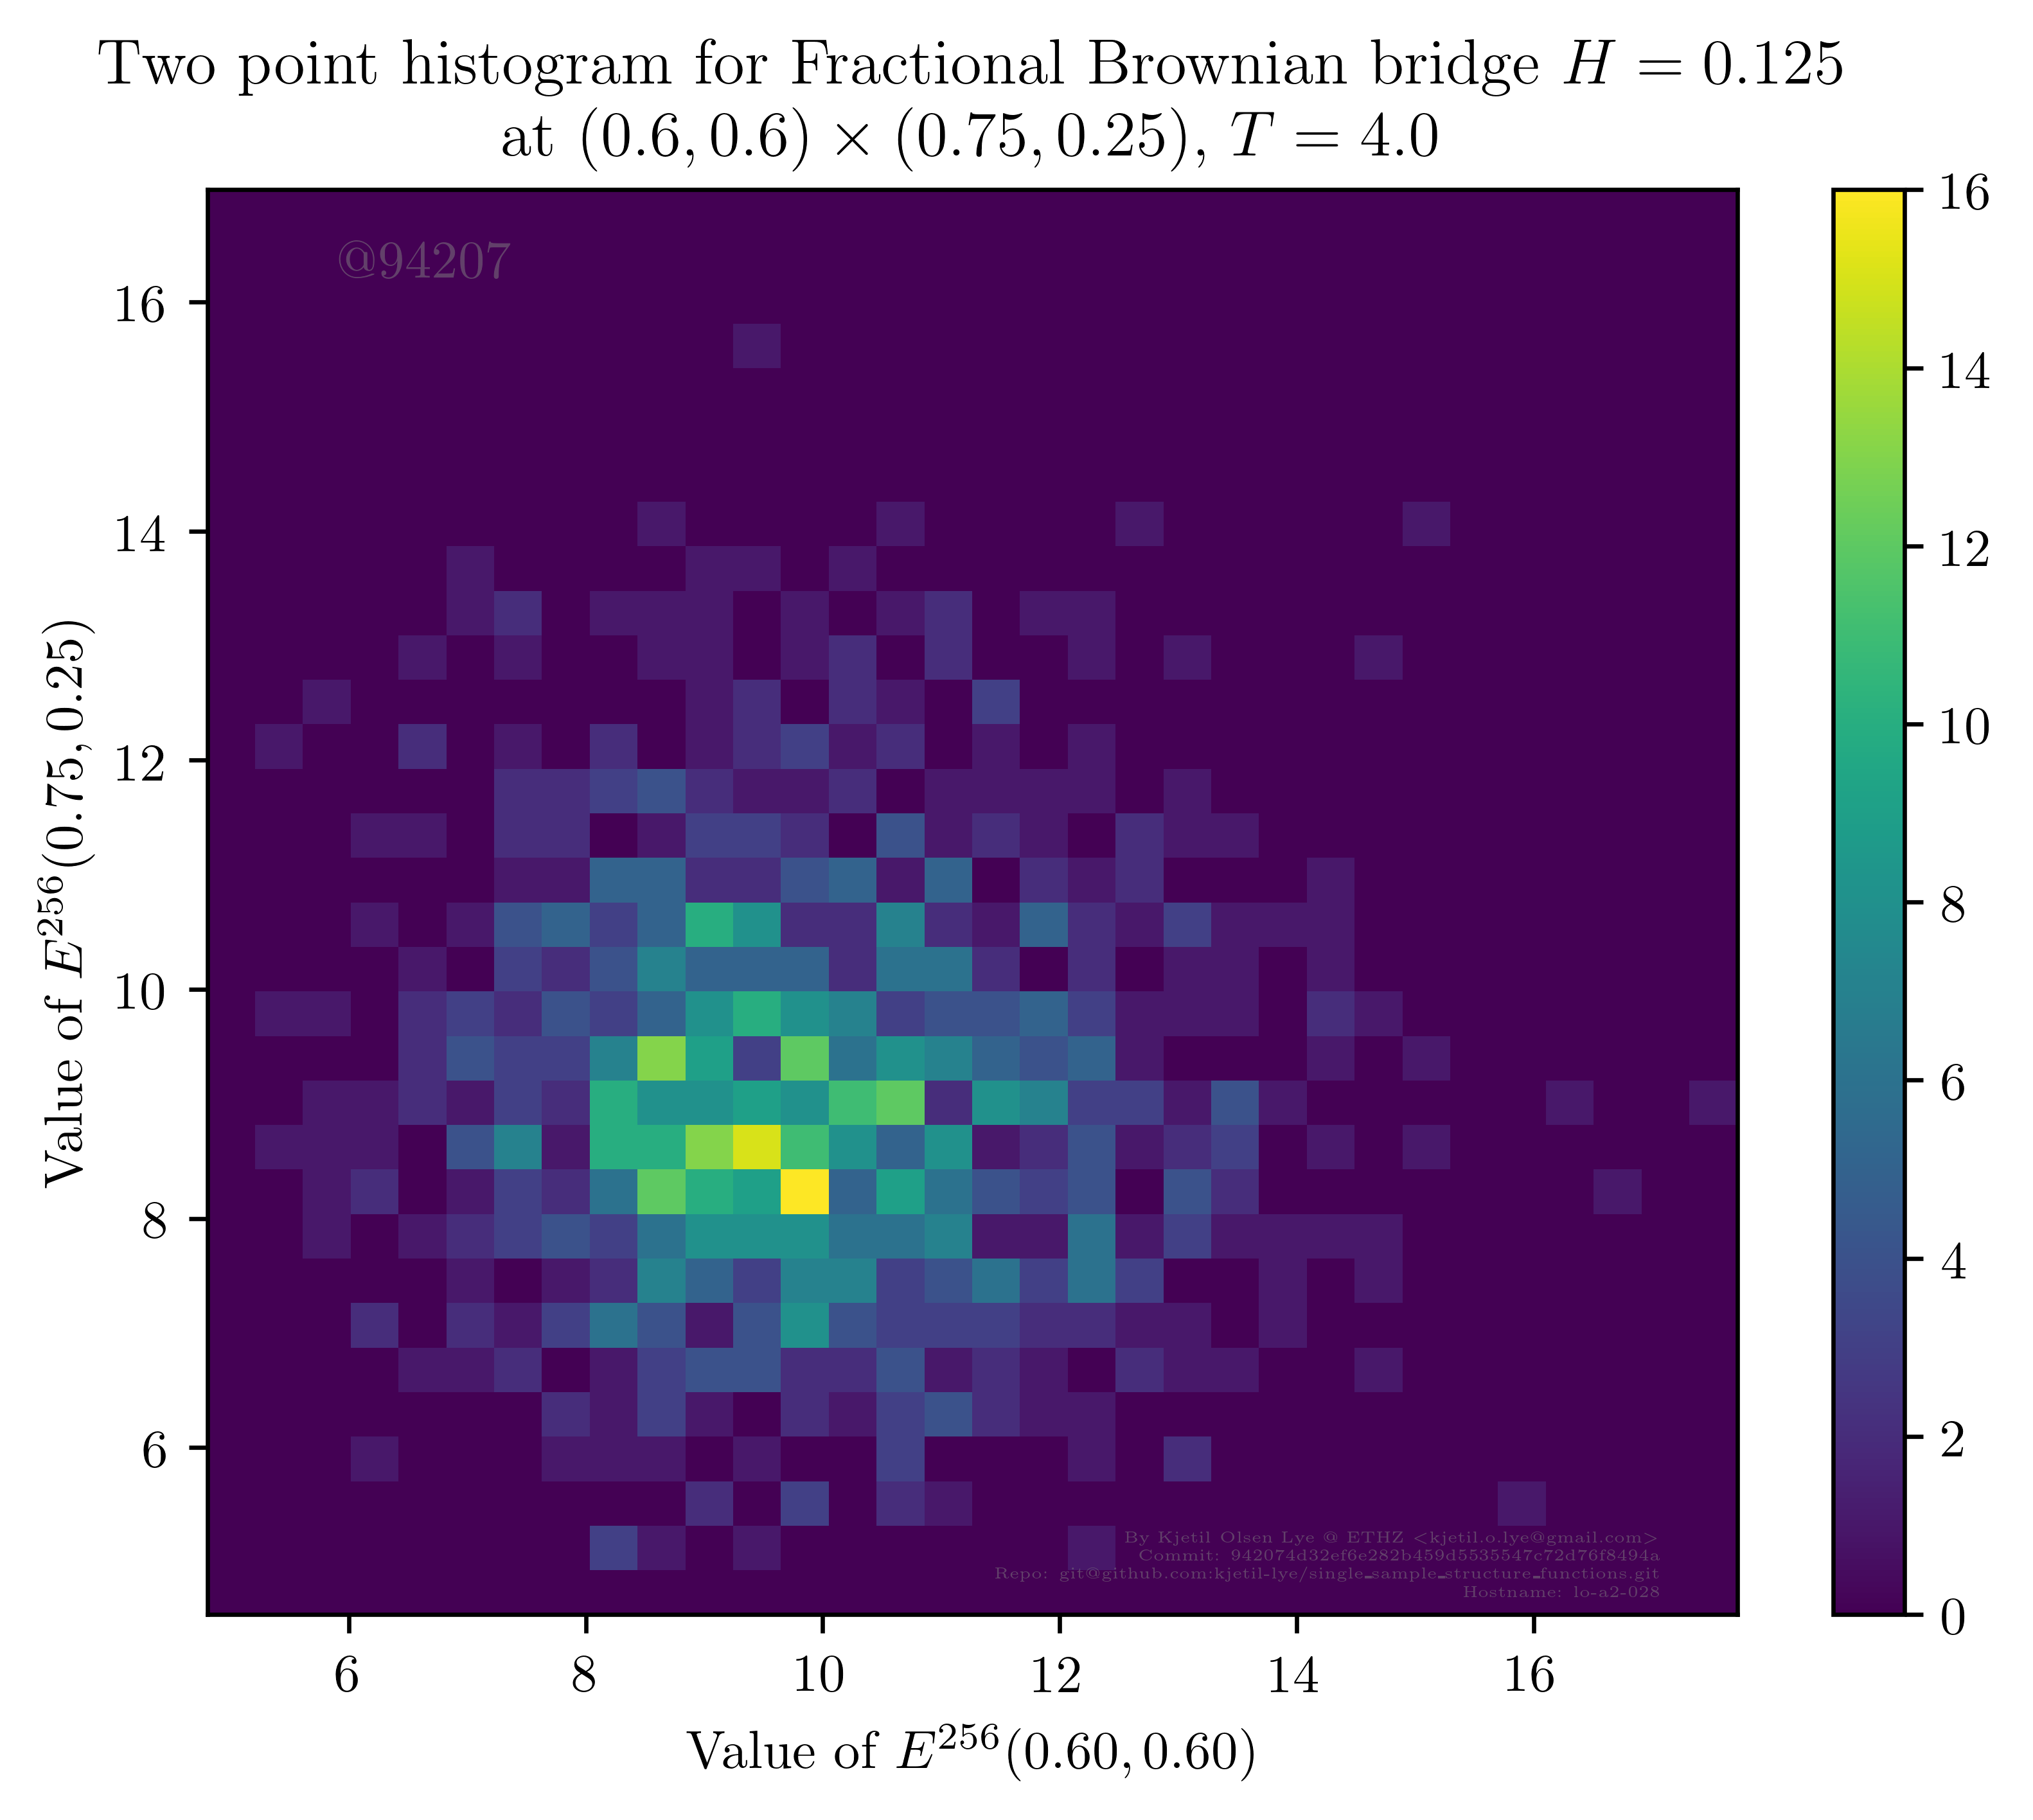 Two point histogram for Fractional Brownian bridge H = 0.125
at (0.6, 0.6) × (0.75, 0.25), T = 4.0
@94207
16
14
12
10
8
6
Value of E^256(0.75, 0.25)
6
8
10
12
14
16
Value of E^256(0.60, 0.60)
16
14
12
10
8
6
4
2
0
By Kjetil Olsen Lye @ ETHZ <kjetil.o.lye@gmail.com>
Commit: 942074d32ef6e282b459d5535547c72d76f8494a
Repo: git@github.com:kjetil-lye/single_sample_structure_functions.git
Hostname: lo-a2-028